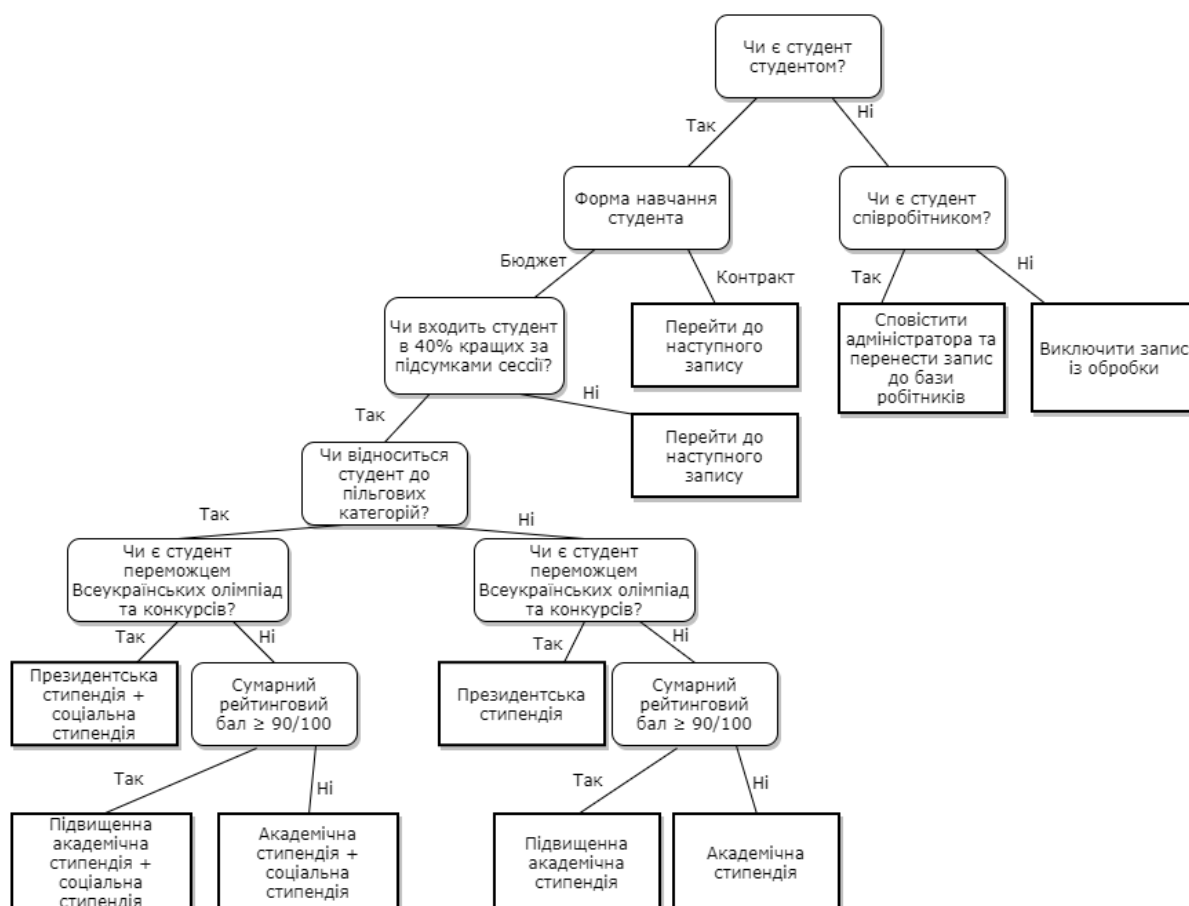 Чи є студент
студентом?
Так
Ні
Форма навчання
студента
Чи є студент
співробітником?
Бюджет
Контракт
Так
Ні
Чи входить студент
в 40% кращих за
підсумками сессії?
Перейти до
наступного
запису
Сповістити
адміністратора та
перенести запис
до бази
робітників
Виключити запис
із обробки
Так
Ні
Чи відноситься
студент до
пільгових
категорій?
Перейти до
наступного
запису
Так
Ні
Чи є студент
переможцем
Всеукраїнських олімпіад
та конкурсів?
Чи є студент
переможцем
Всеукраїнських олімпіад
та конкурсів?
Так
Ні
Так
Ні
Президентська
стипендія +
соціальна
стипендія
Сумарний
рейтинговий
бал ≥ 90/100
Президентська
стипендія
Сумарний
рейтинговий
бал ≥ 90/100
Так
Ні
Так
Ні
Підвищенна
академічна
стипендія +
соціальна
стипендія
Академічна
стипендія +
соціальна
стипендія
Підвищенна
академічна
стипендія
Академічна
стипендія